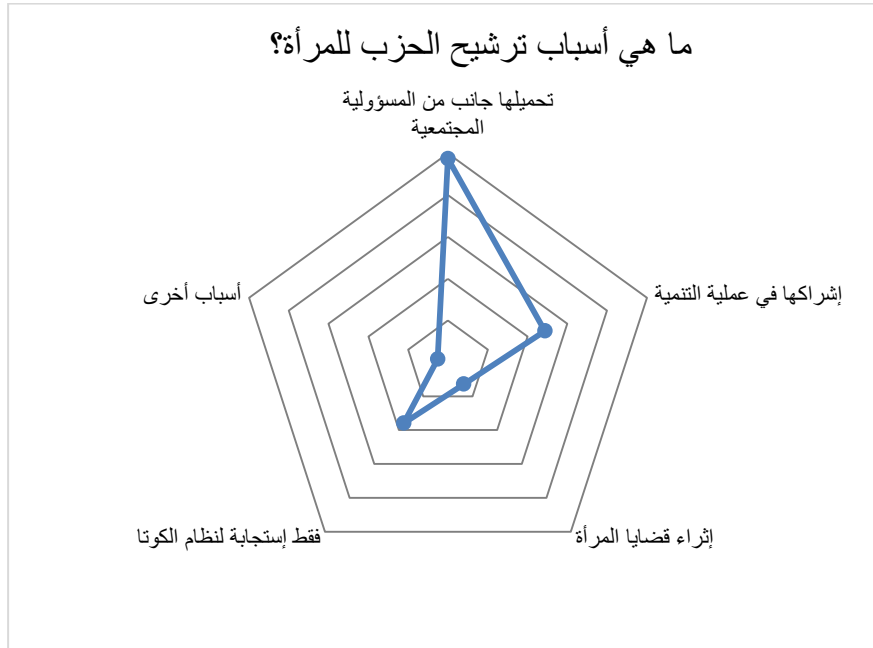 ما هي أسباب ترشيح الحزب للمرأة؟
تحميلها جانب من المسؤولية
المجتمعية
إشراكها في عملية التنمية
أسباب أخرى
إثراء قضايا المرأة
فقط إستجابة لنظام الكوتا